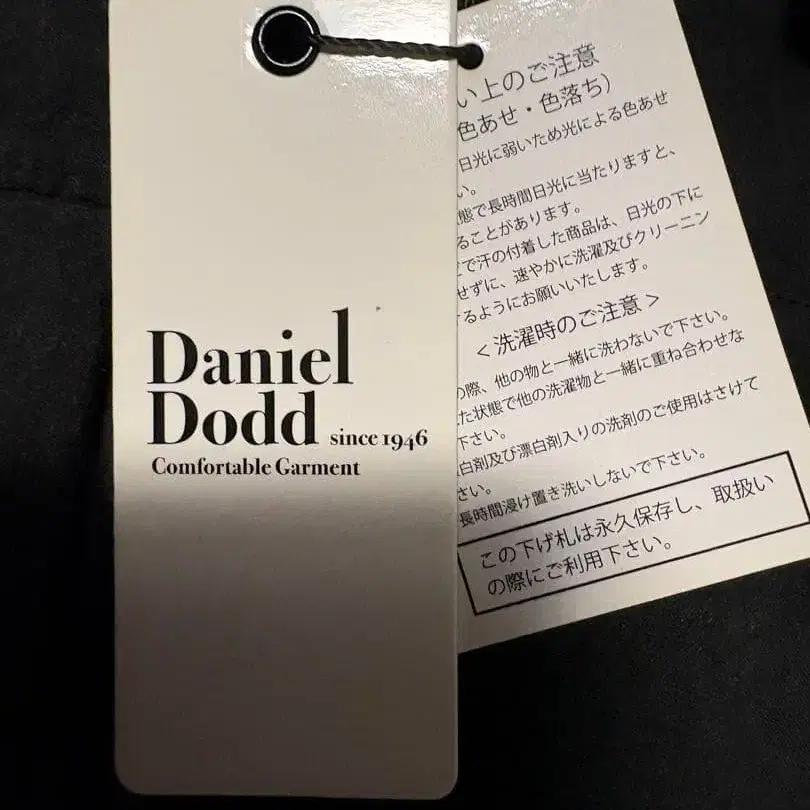 Daniel
Dodd since 1946
Comfortable Garment
い上のご注意
色あせ・色落ち）
日光に弱いため光による色あせ
い。
態で長時間日光に当たりますと、
ることがあります。
で汗の付着した商品は、日光の下に
せずに、速やかに洗濯及びクリーニン
するようにお願いいたします。
＜洗濯時のご注意＞
の際、他の物と一緒に洗わないで下さい。
た状態で他の洗濯物と一緒に重ね合わせな
下さい。
白剤及び漂白剤入りの洗剤のご使用はさけて
さい。
長時間浸け置き洗いしないで下さい。
この下げ札は永久保存し、取扱い
の際にご利用下さい。